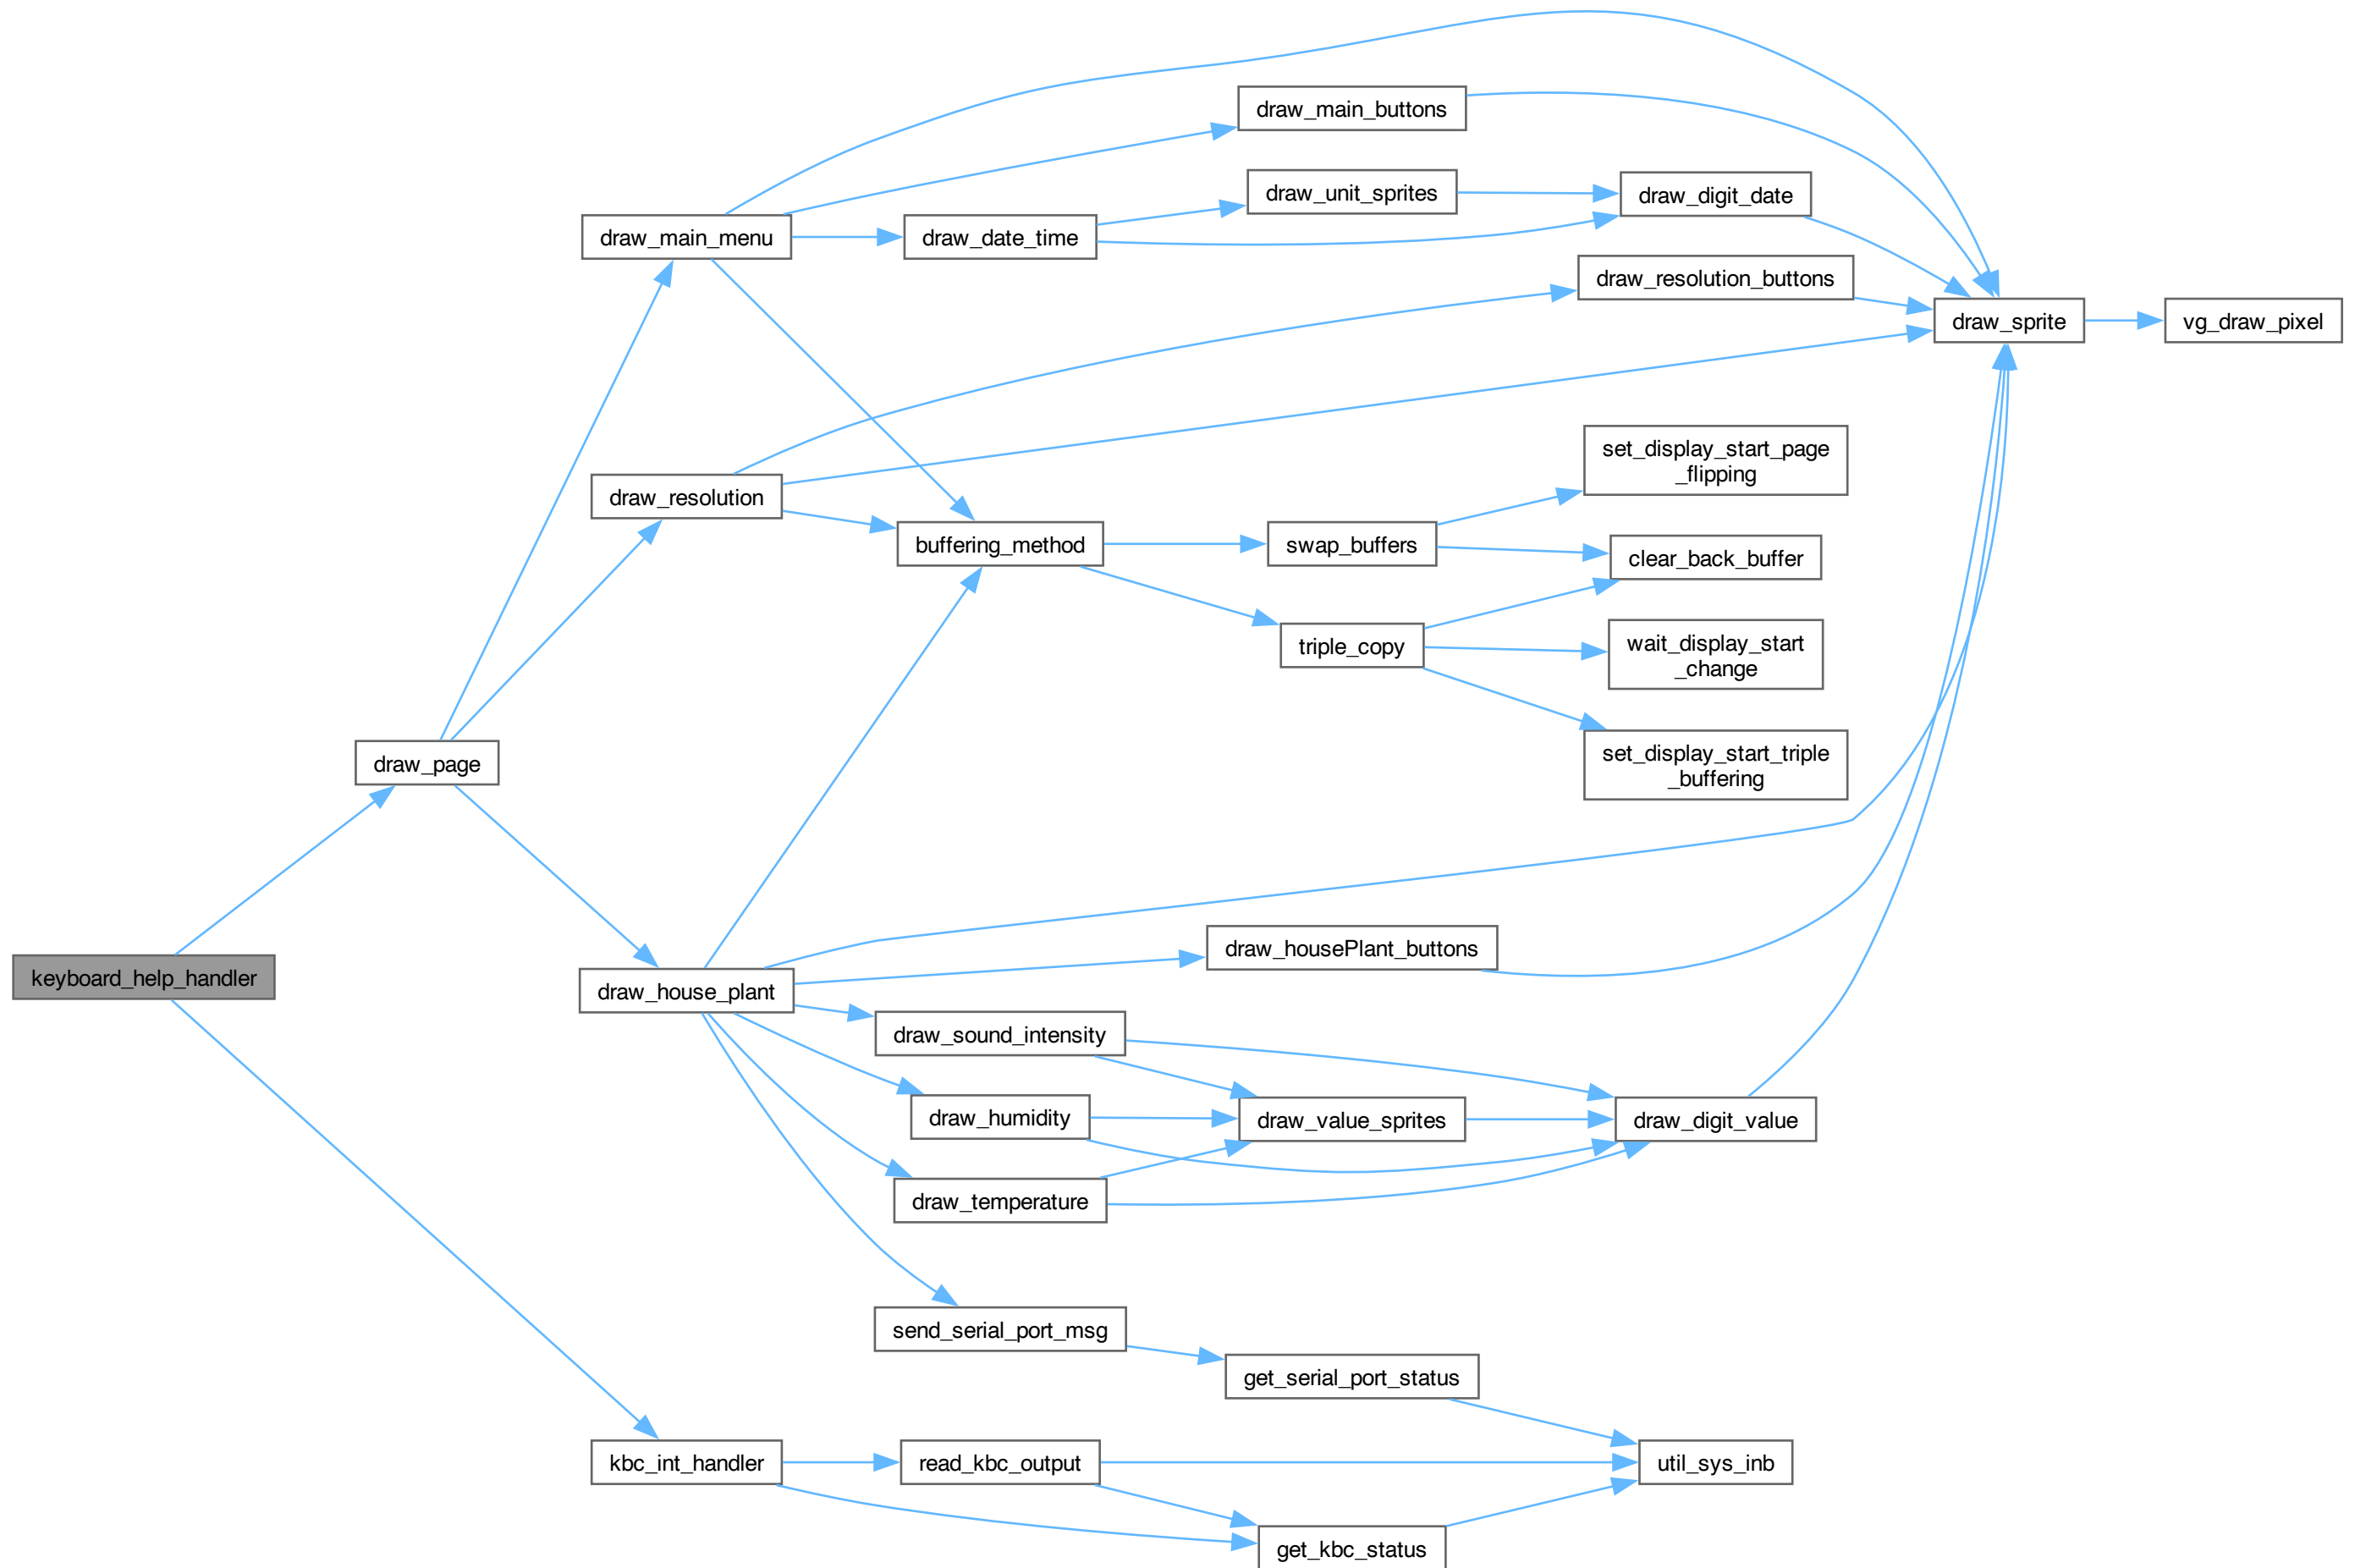 draw_main_buttons
draw_unit_sprites
draw_digit_date
draw_main_menu
draw_date_time
draw_resolution_buttons
draw_sprite
vg_draw_pixel
set_display_start_page
_flipping
draw_resolution
buffering_method
swap_buffers
clear_back_buffer
triple_copy
wait_display_start
_change
draw_page
set_display_start_triple
_buffering
draw_housePlant_buttons
keyboard_help_handler
draw_house_plant
draw_sound_intensity
draw_humidity
draw_value_sprites
draw_digit_value
draw_temperature
send_serial_port_msg
get_serial_port_status
kbc_int_handler
read_kbc_output
util_sys_inb
get_kbc_status